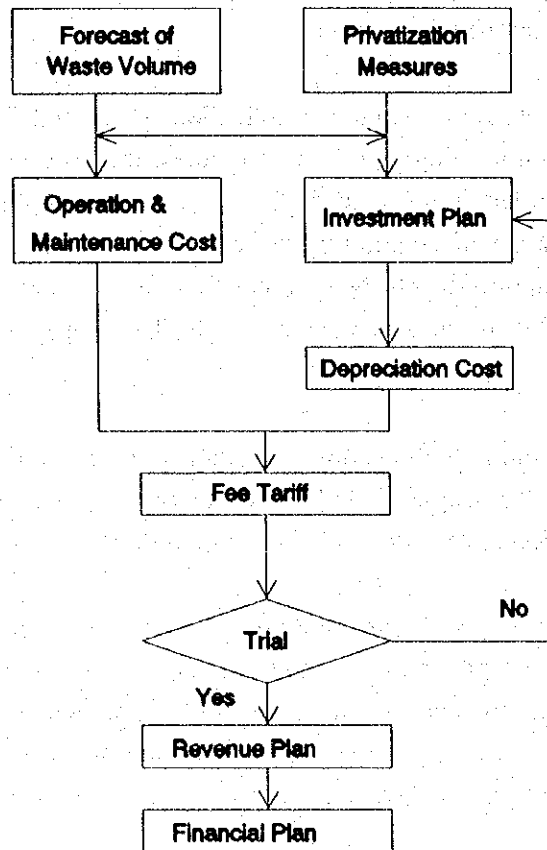 Forecast of
Waste Volume
Privatization
Measures
Operation &
Maintenance Cost
Investment Plan
Depreciation Cost
Fee Tariff
Trial
No
Yes
Revenue Plan
Financial Plan